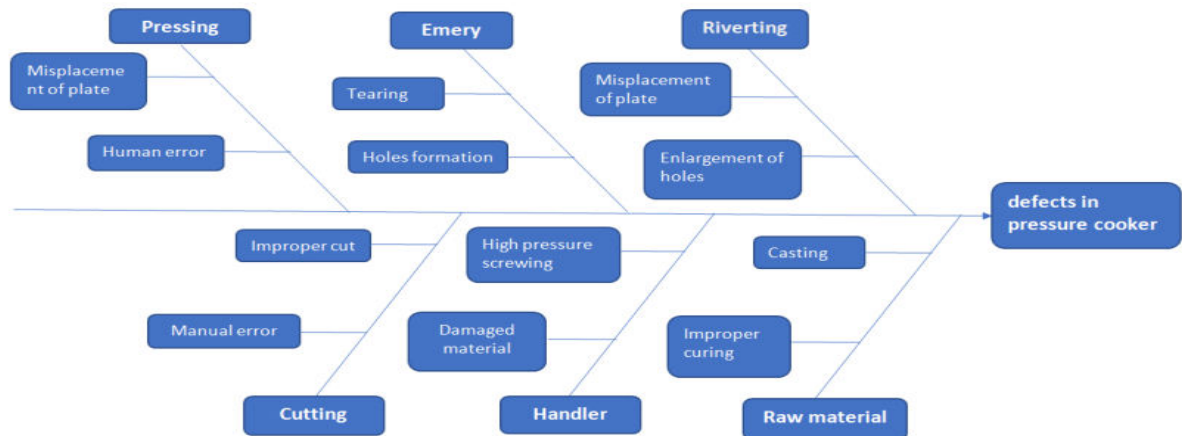 Pressing
Emery
Riverting
Misplaceme
nt of plate
Tearing
Misplacement
of plate
Human error
Holes formation
Enlargement of
holes
defects in
pressure cooker
Improper cut
High pressure
screwing
Casting
Manual error
Damaged
material
Improper
curing
Cutting
Handler
Raw material